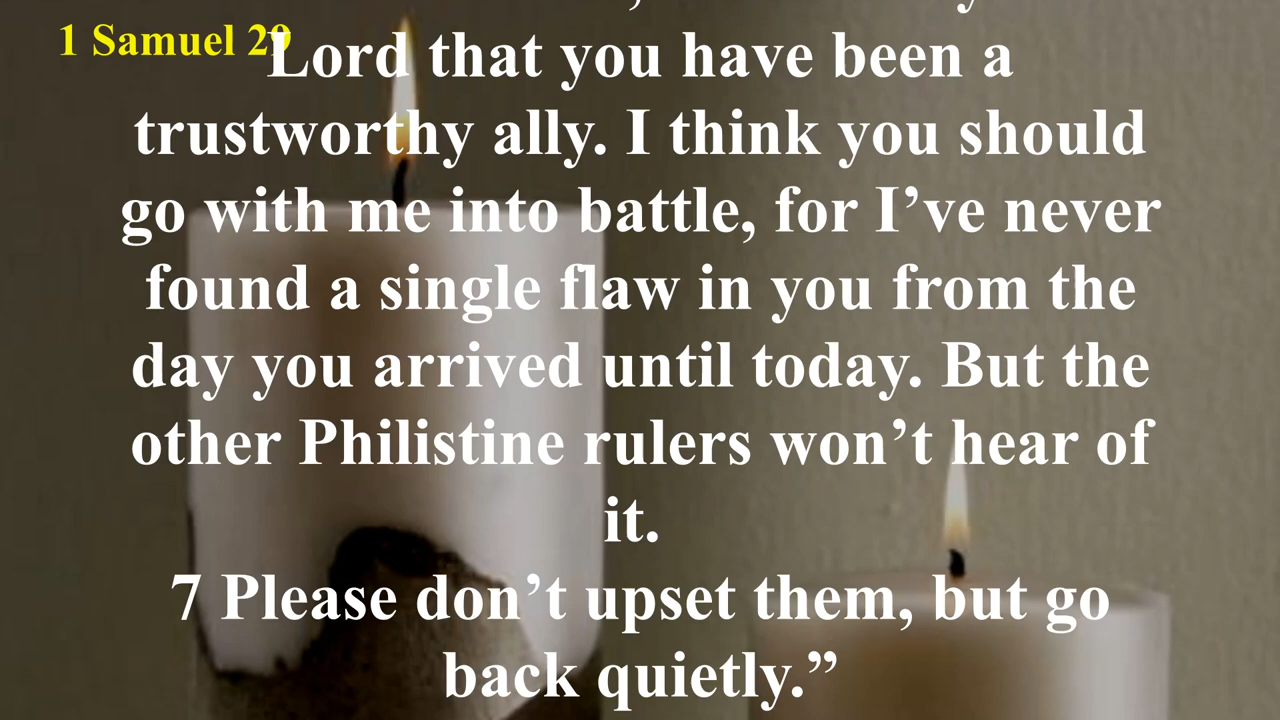 1 Samuel 29
Lord that you have been a
trustworthy ally. I think you should
go with me into battle, for I’ve never
found a single flaw in you from the
day you arrived until today. But the
other Philistine rulers won’t hear of
it.
7 Please don’t upset them, but go
back quietly.”